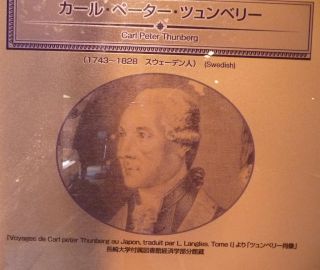 カール・ペーター・ツュンベリー
Carl Peter Thunberg
(1743〜1828 スウェーデン人) (Swedish)
『Voyages de Carl peter Thunberg au Japon, traduit par L. Langles. Tome I』より「ツュンベリー肖像」
長崎大学付属図書館経済学部分館蔵